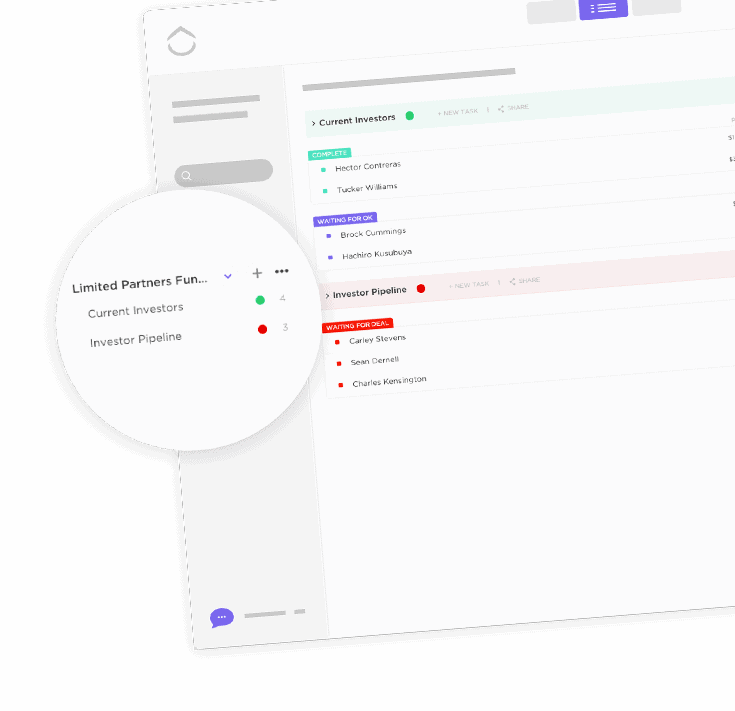 Current Investors
+ NEW TASK
SHARE
COMPLETE
Hector Contreras
Tucker Williams
WAITING FOR OK
Brock Cummings
Hachiro Kusubuya
Limited Partners Fun...
Current Investors 4
Investor Pipeline 3
Investor Pipeline
+ NEW TASK
SHARE
WAITING FOR DEAL
Carley Stevens
Sean Dernell
Charles Kensington